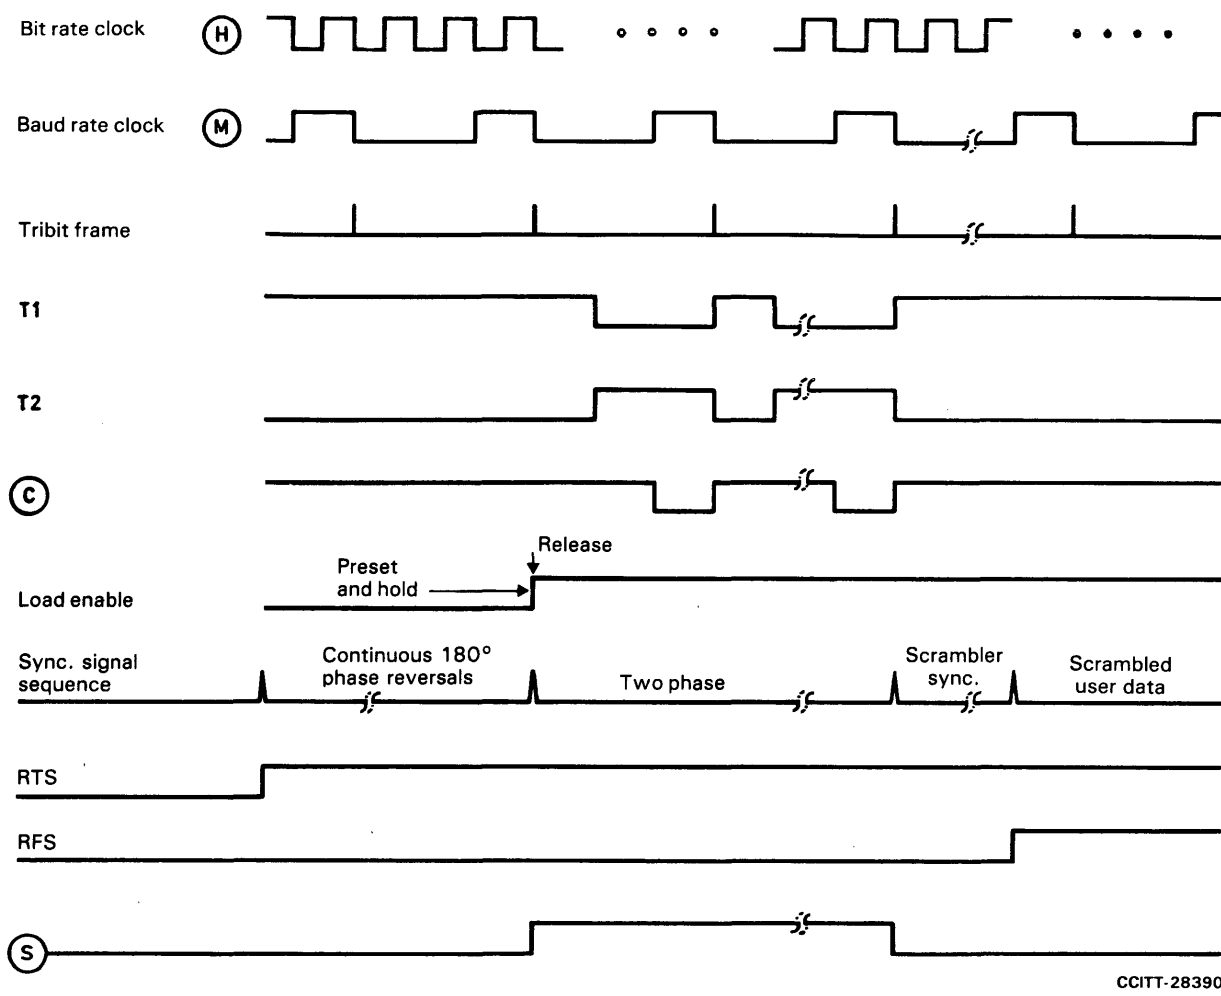 Bit rate clock H
Baud rate clock M
Tribit frame
T1
T2
C
Release
Preset
and hold
Load enable
Sync. signal
sequence
Continuous 180°
phase reversals
Two phase
Scrambler
sync.
Scrambled
user data
RTS
RFS
S
CCITT-28390